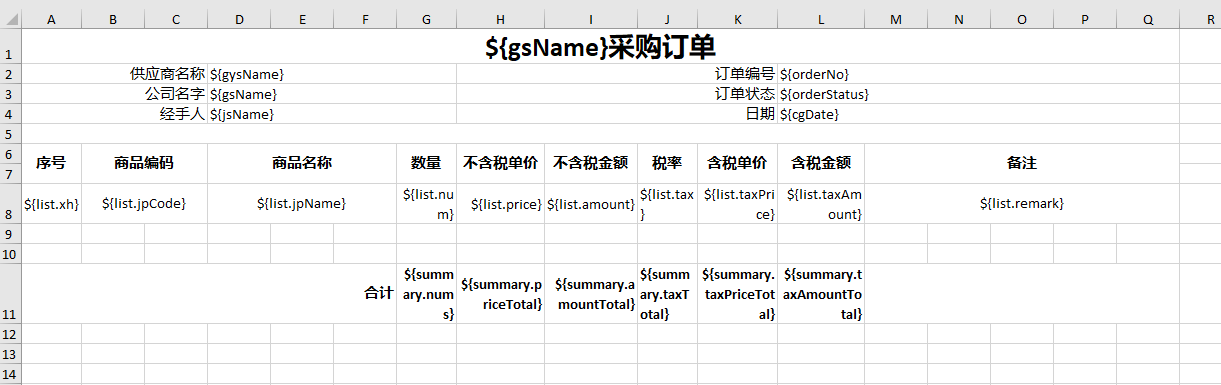 A B C D E F G H I J K L M N O P Q R
1 ${gsName}采购订单
2 供应商名称 ${gysName} 订单编号 ${orderNo}
3 公司名字 ${gsName} 订单状态 ${orderStatus}
4 经手人 ${jsName} 日期 ${cgDate}
5
6 序号 商品编码 商品名称 数量 不含税单价 不含税金额 税率 含税单价 含税金额 备注
7
8 ${list.xh} ${list.jpCode} ${list.jpName} ${list.num} ${list.price} ${list.amount} ${list.tax} ${list.taxPrice} ${list.taxAmount} ${list.remark}
9
10
11 合计 ${summary.nums} ${summary.priceTotal} ${summary.amountTotal} ${summary.taxTotal} ${summary.taxPriceTotal} ${summary.taxAmountTotal}
12
13
14